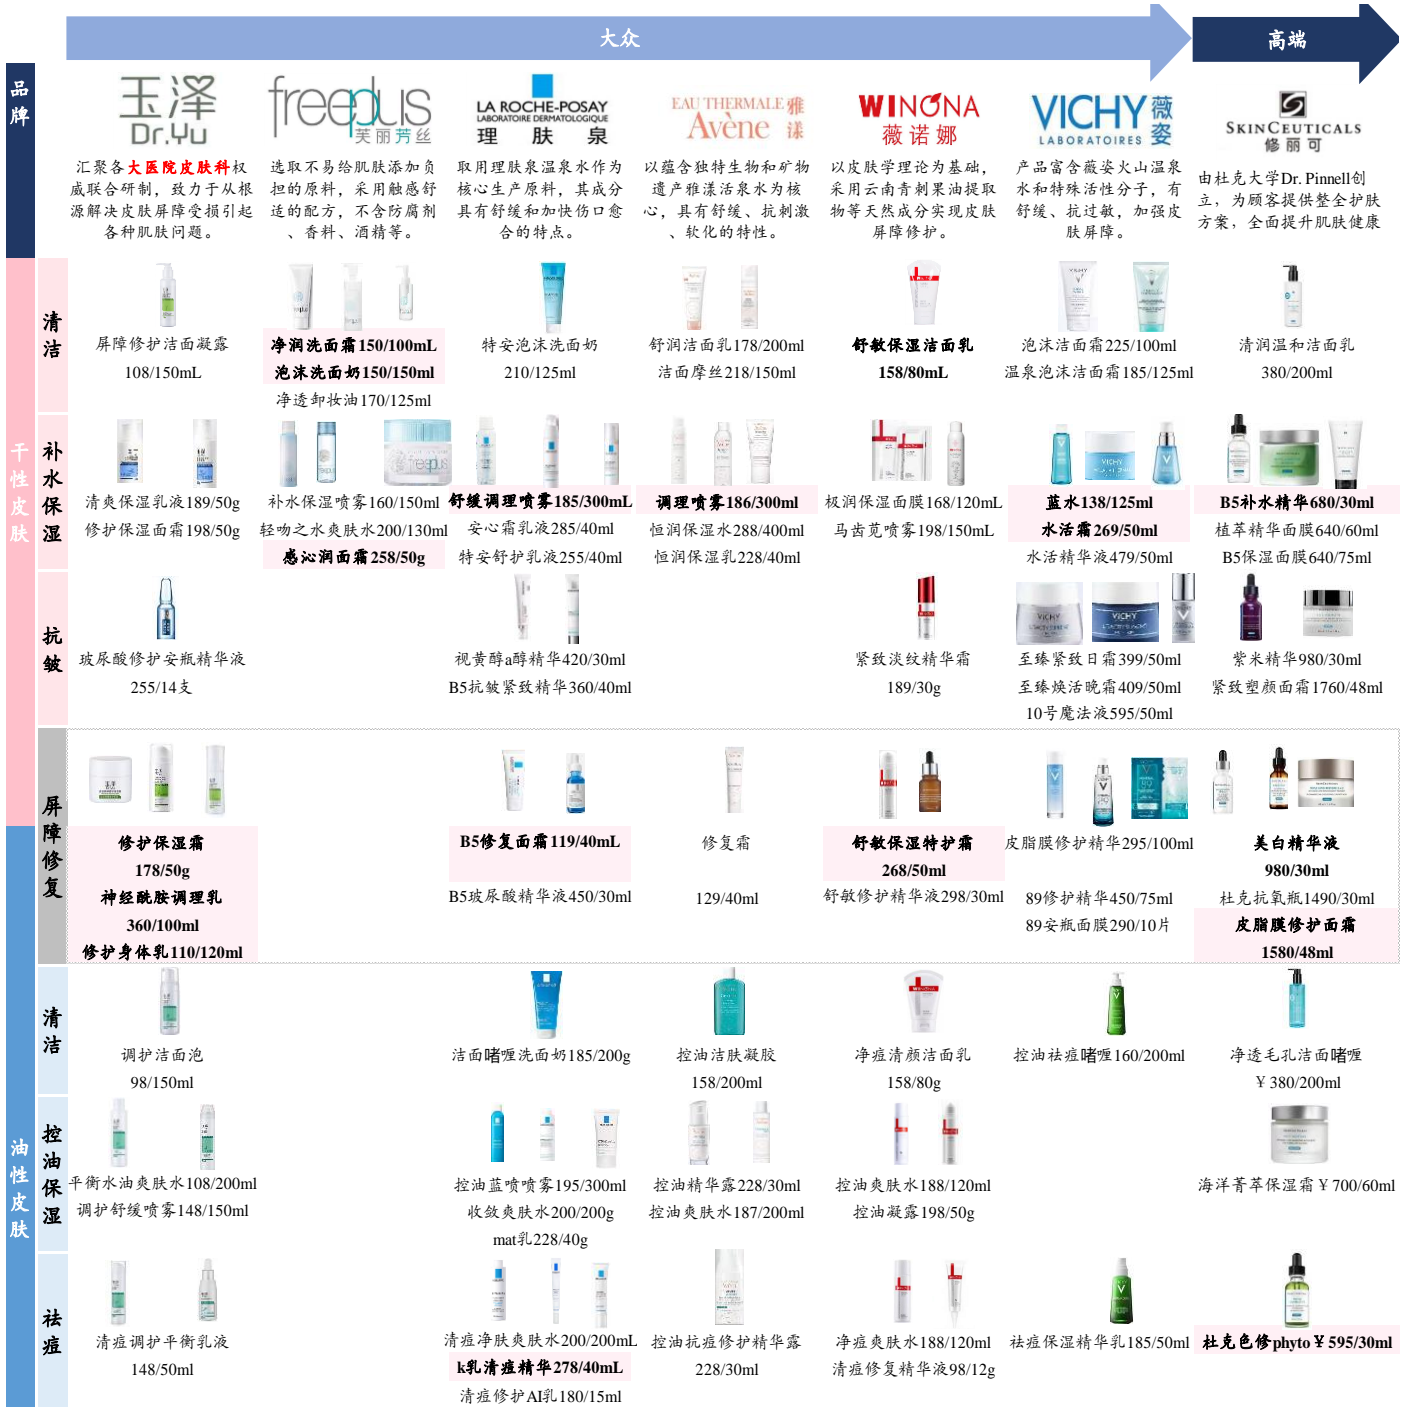 大众
高端
品牌
玉泽
Dr.Yu
汇聚各大医院皮肤科权
威联合研制，致力于从根
源解决皮肤屏障受损引起
各种肌肤问题。
freeplus
芙丽芳丝
选取不易给肌肤添加负
担的原料，采用触感舒
适的配方，不含防腐剂
、香料、酒精等。
LA ROCHE-POSAY
LABORATOIRE DERMATOLOGIQUE
理肤泉
取用理肤泉温泉水作为
核心生产原料，其成分
具有舒缓和加快伤口愈
合的特点。
EAU THERMALE
Avène
雅漾
以蕴含独特生物和矿物
遗产雅漾活泉水为核
心，具有舒缓、抗刺激
、软化的特性。
WINONA
薇诺娜
以皮肤学理论为基础，
采用云南青刺果油提取
物等天然成分实现皮肤
屏障修护。
VICHY
LABORATOIRES
薇姿
产品富含薇姿火山温泉
水和特殊活性分子，有
舒缓、抗过敏，加强皮
肤屏障。
SKINCEUTICALS
修丽可
由杜克大学Dr. Pinnell创
立，为顾客提供整全护肤
方案，全面提升肌肤健康
干性皮肤
清洁
屏障修护洁面凝露
108/150mL
净润洗面霜150/100mL
泡沫洗面奶150/150ml
净透卸妆油170/125ml
特安泡沫洗面奶
210/125ml
舒润洁面乳178/200ml
洁面摩丝218/150ml
舒敏保湿洁面乳
158/80mL
泡沫洁面霜225/100ml
温泉泡沫洁面霜185/125ml
清润温和洁面乳
380/200ml
补水保湿
清爽保湿乳液189/50g
修护保湿面霜198/50g
补水保湿喷雾160/150ml
轻吻之水爽肤水200/130ml
感沁润面霜258/50g
舒缓调理喷雾185/300mL
安心霜乳液285/40ml
特安舒护乳液255/40ml
调理喷雾186/300ml
恒润保湿水288/400ml
恒润保湿乳228/40ml
极润保湿面膜168/120mL
马齿苋喷雾198/150mL
蓝水138/125ml
水活霜269/50ml
水活精华液479/50ml
B5补水精华680/30ml
植萃精华面膜640/60ml
B5保湿面膜640/75ml
抗皱
玻尿酸修护安瓶精华液
255/14支
视黄醇a醇精华420/30ml
B5抗皱紧致精华360/40ml
紧致淡纹精华霜
189/30g
至臻紧致日霜399/50ml
至臻焕活晚霜409/50ml
10号魔法液595/50ml
紫米精华980/30ml
紧致塑颜面霜1760/48ml
屏障修复
修护保湿霜
178/50g
神经酰胺调理乳
360/100ml
修护身体乳110/120ml
B5修复面霜119/40mL
B5玻尿酸精华液450/30ml
修复霜
129/40ml
舒敏保湿特护霜
268/50ml
舒敏修护精华液298/30ml
皮脂膜修护精华295/100ml
89修护精华450/75ml
89安瓶面膜290/10片
美白精华液
980/30ml
杜克抗氧瓶1490/30ml
皮脂膜修护面霜
1580/48ml
油性皮肤
清洁
调护洁面泡
98/150ml
洁面啫喱洗面奶185/200g
控油洁肤凝胶
158/200ml
净痘清颜洁面乳
158/80g
控油祛痘啫喱160/200ml
净透毛孔洁面啫喱
￥380/200ml
控油保湿
平衡水油爽肤水108/200ml
调护舒缓喷雾148/150ml
控油蓝喷喷雾195/300ml
收敛爽肤水200/200g
mat乳228/40g
控油精华露228/30ml
控油爽肤水187/200ml
控油爽肤水188/120ml
控油凝露198/50g
海洋菁萃保湿霜￥700/60ml
祛痘
清痘调护平衡乳液
148/50ml
清痘净肤爽肤水200/200mL
k乳清痘精华278/40mL
清痘修护AI乳180/15ml
控油抗痘修护精华露
228/30ml
净痘爽肤水188/120ml
清痘修复精华液98/12g
祛痘保湿精华乳185/50ml
杜克色修phyto￥595/30ml